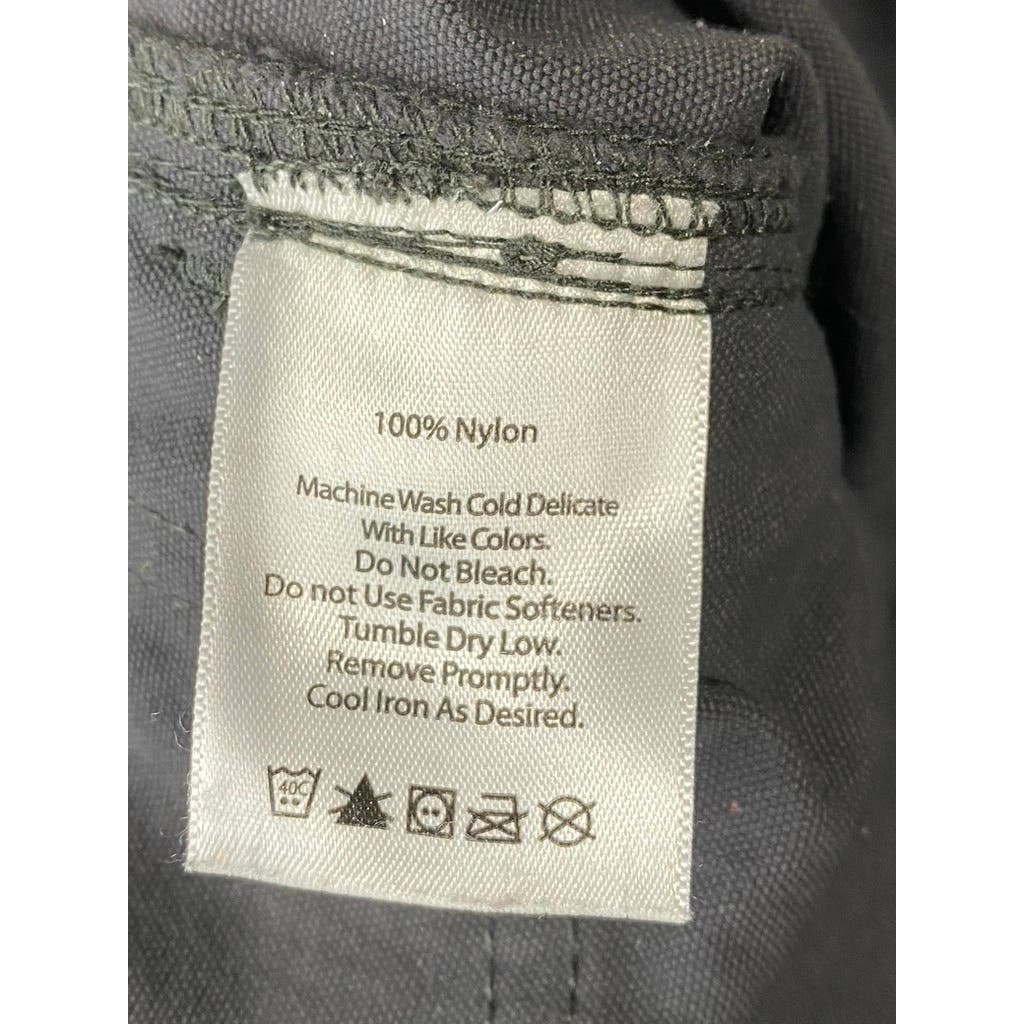 100% Nylon
Machine Wash Cold Delicate
With Like Colors.
Do Not Bleach.
Do not Use Fabric Softeners.
Tumble Dry Low.
Remove Promptly.
Cool Iron As Desired.
40C